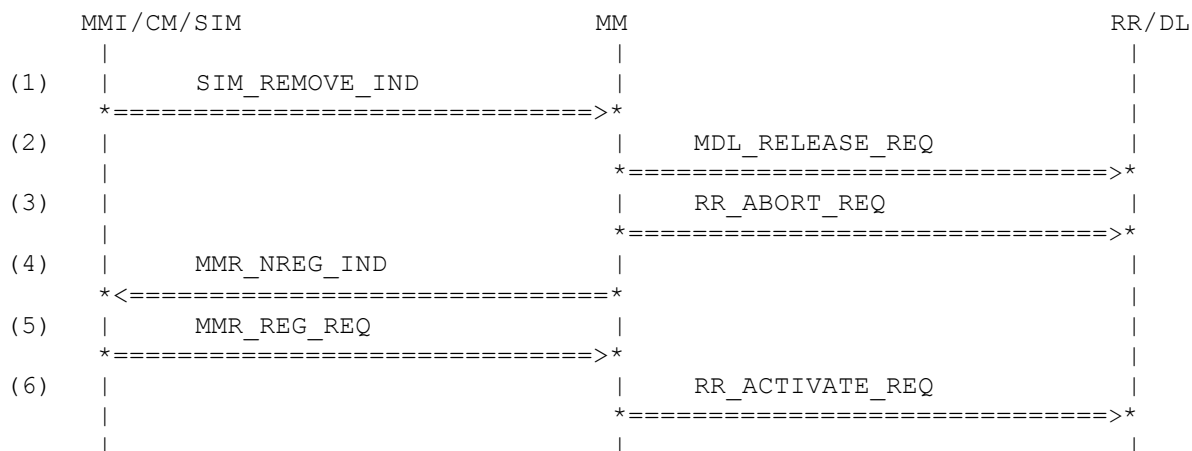 MMI/CM/SIM MM RR/DL
| | |
(1) | SIM_REMOVE_IND | |
*==============================>* |
(2) | | MDL_RELEASE_REQ |
| *==============================>*
(3) | | RR_ABORT_REQ |
| *==============================>*
(4) | MMR_NREG_IND | |
*<==============================* |
(5) | MMR_REG_REQ | |
*==============================>* |
(6) | | RR_ACTIVATE_REQ |
| *==============================>*
| | |